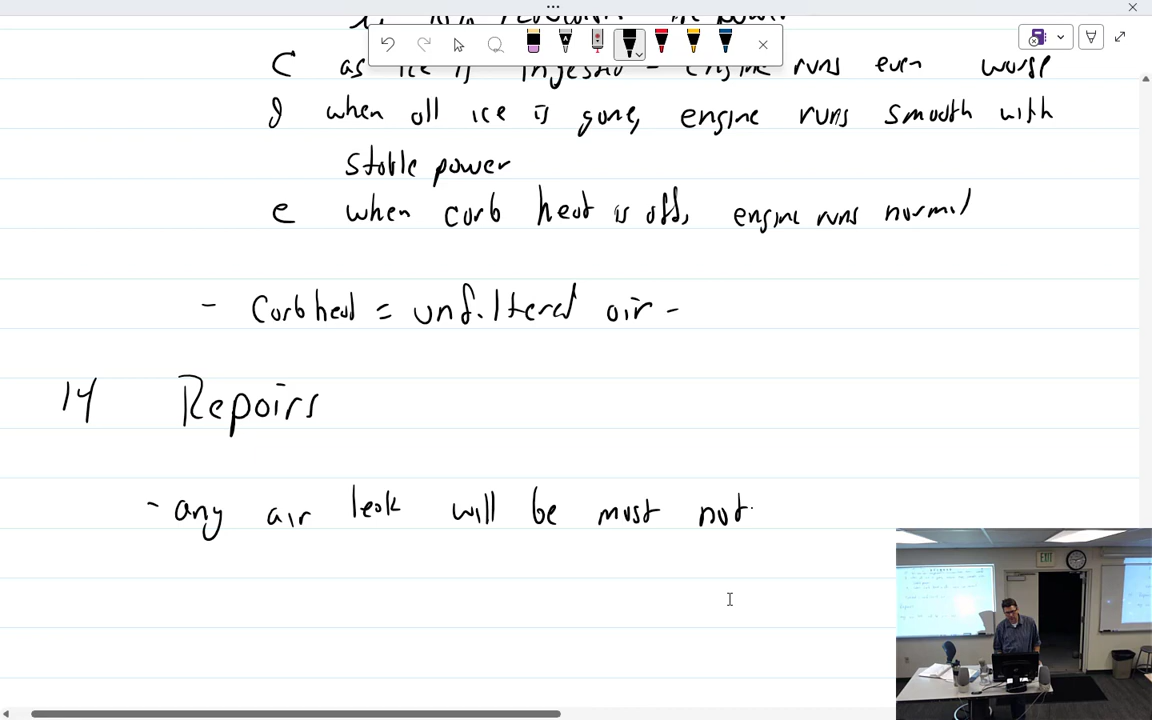 C as ice is ingested - engine runs even worse
d when all ice is gone, engine runs smooth with
stable power
e when carb heat is off, engine runs normal
- Carb heat = unfiltered air -
14 Repairs
- any air leak will be most not
EXIT